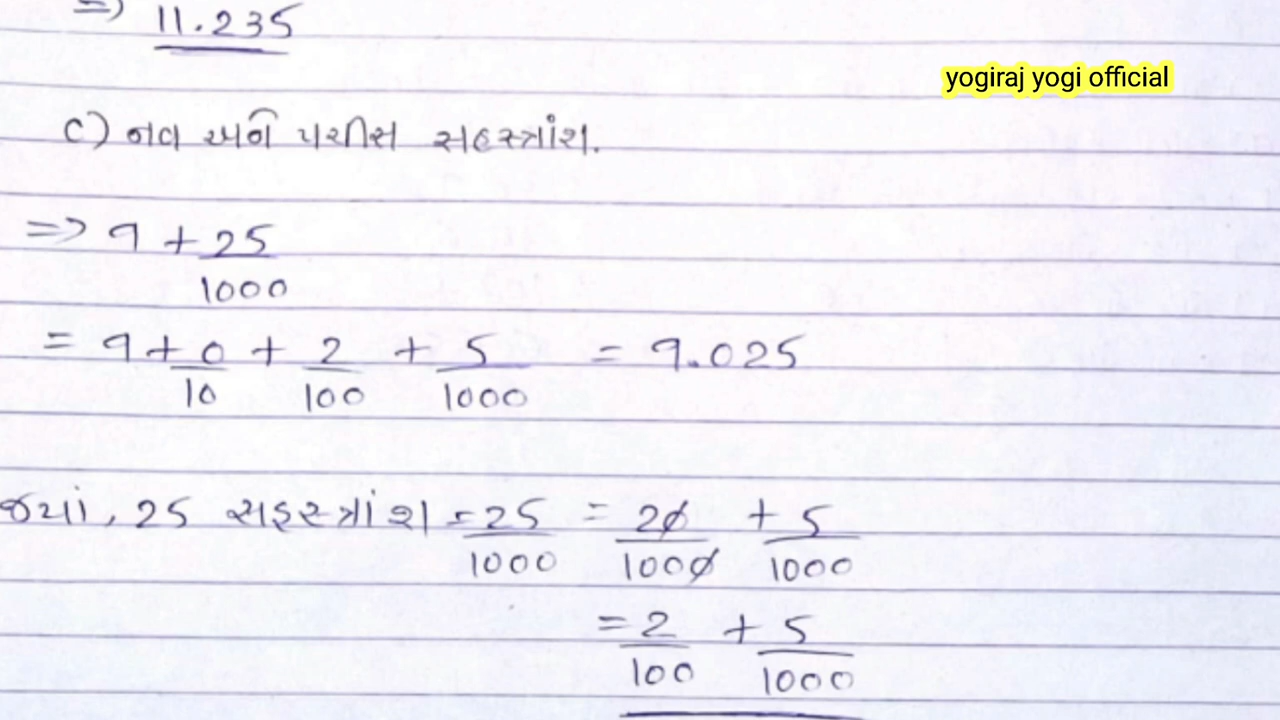 => 11.235
yogiraj yogi official
c) નવ અને પચીસ સહસ્ત્રાંશ.
=> 9 + 25/1000
= 9 + 0/10 + 2/100 + 5/1000 = 9.025
જયાં, 25 સહસ્ત્રાંશ = 25/1000 = 20/1000 + 5/1000
= 2/100 + 5/1000